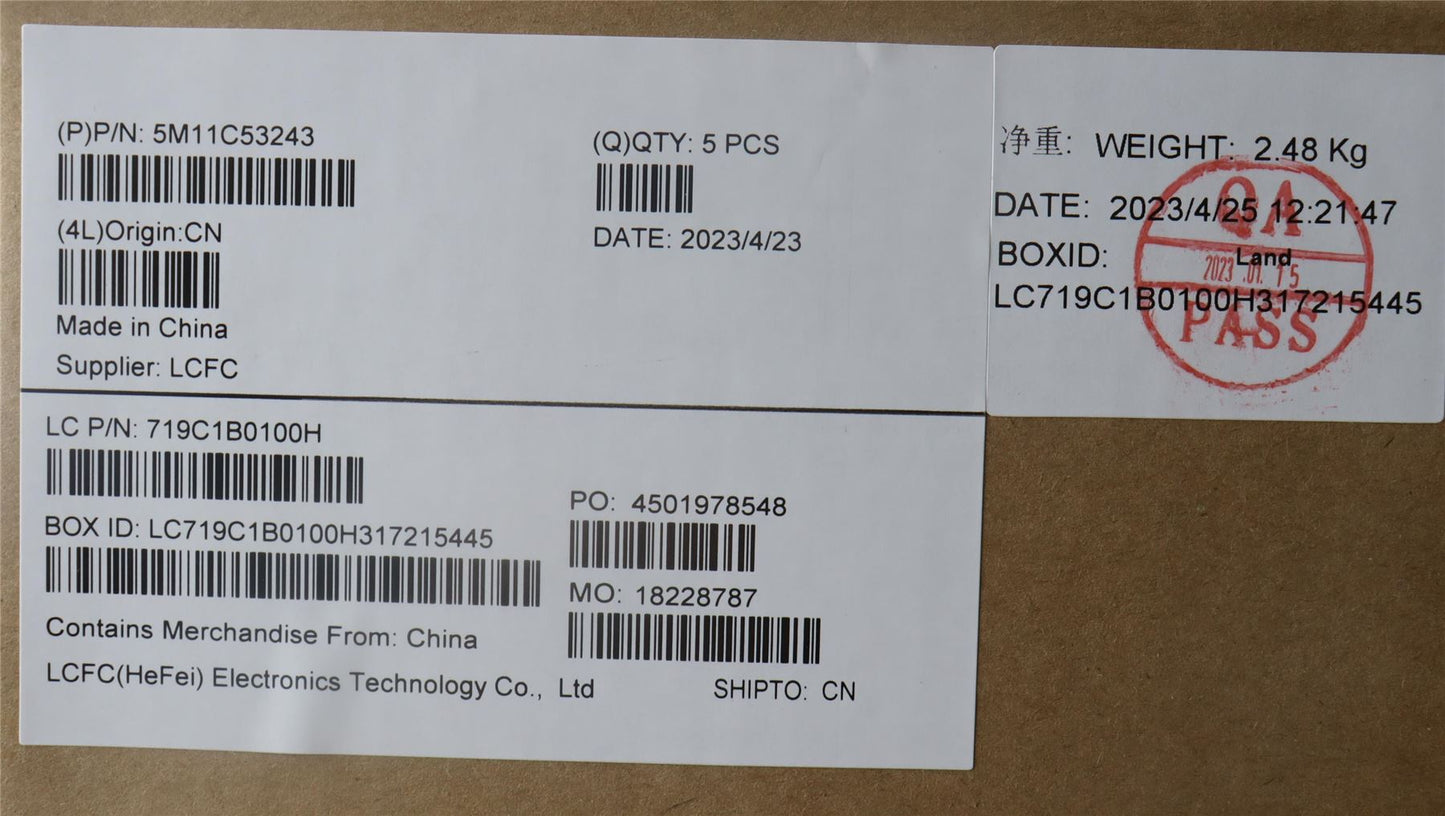 (P)P/N: 5M11C53243
(4L)Origin:CN
Made in China
Supplier: LCFC
(Q)QTY: 5 PCS
DATE: 2023/4/23
LC P/N: 719C1B0100H
BOX ID: LC719C1B0100H317215445
Contains Merchandise From: China
LCFC(HeFei) Electronics Technology Co., Ltd
PO: 4501978548
MO: 18228787
SHIPTO: CN
净重: WEIGHT: 2.48 Kg
DATE: 2023/4/25 12:21:47
BOXID: Land
LC719C1B0100H317215445
QA
PASS